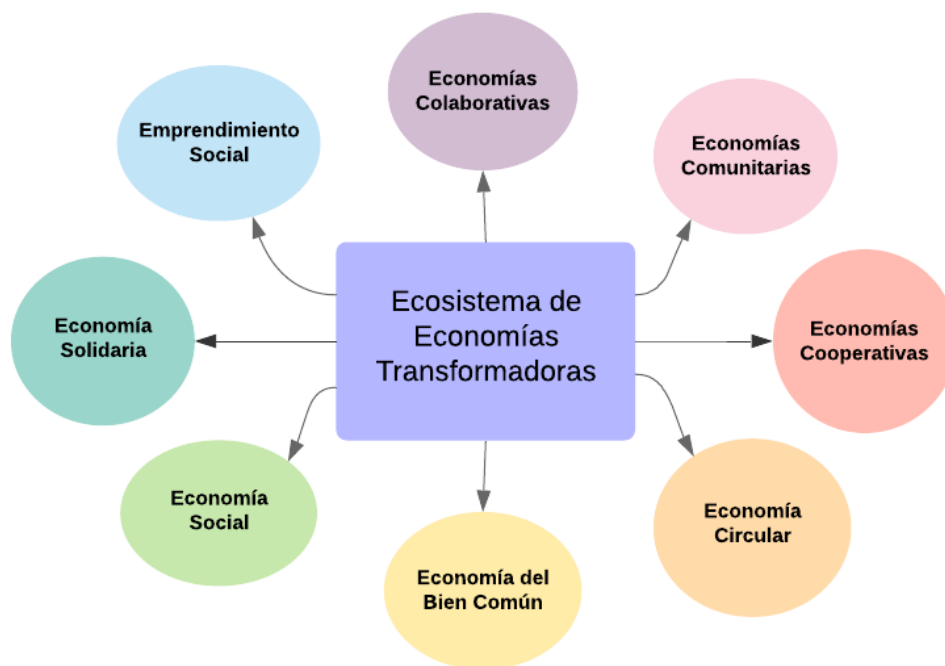 Economías
Colaborativas
Emprendimiento
Social
Economías
Comunitarias
Ecosistema de
Economías
Transformadoras
Economía
Solidaria
Economías
Cooperativas
Economía
Social
Economía
Circular
Economía del
Bien Común